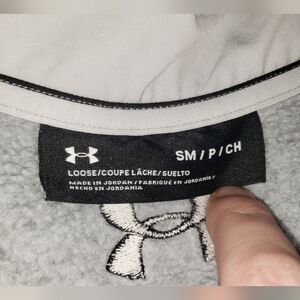 SM/P/CH
LOOSE/COUPE LÂCHE/SUELTO
MADE IN JORDAN/FABRIQUÉ EN JORDANIE/
HECHO EN JORDANIA